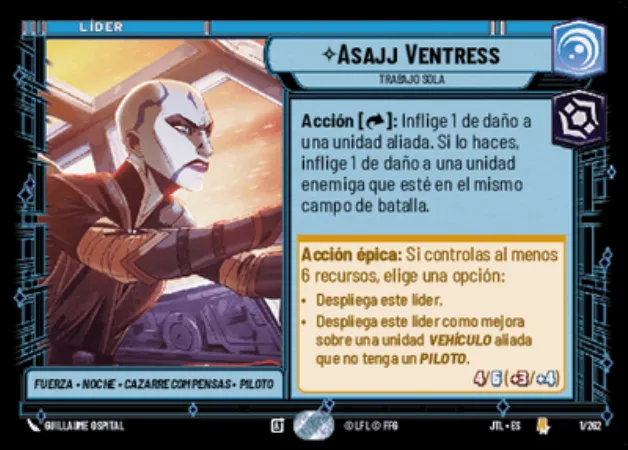 LÍDER
ASAJJ VENTRESS
TRABAJO SOLA
Acción [ ]: Inflige 1 de daño a
una unidad aliada. Si lo haces,
inflige 1 de daño a una unidad
enemiga que esté en el mismo
campo de batalla.
Acción épica: Si controlas al menos
6 recursos, elige una opción:
• Despliega este líder.
• Despliega este líder como mejora
sobre una unidad VEHÍCULO aliada
que no tenga un PILOTO.
4/6 (+3/+4)
FUERZA • NOCHE • CAZARRECOMPENSAS • PILOTO
GUILLAUME OSPITAL
© LFL © FFG
JTL • ES
1/262